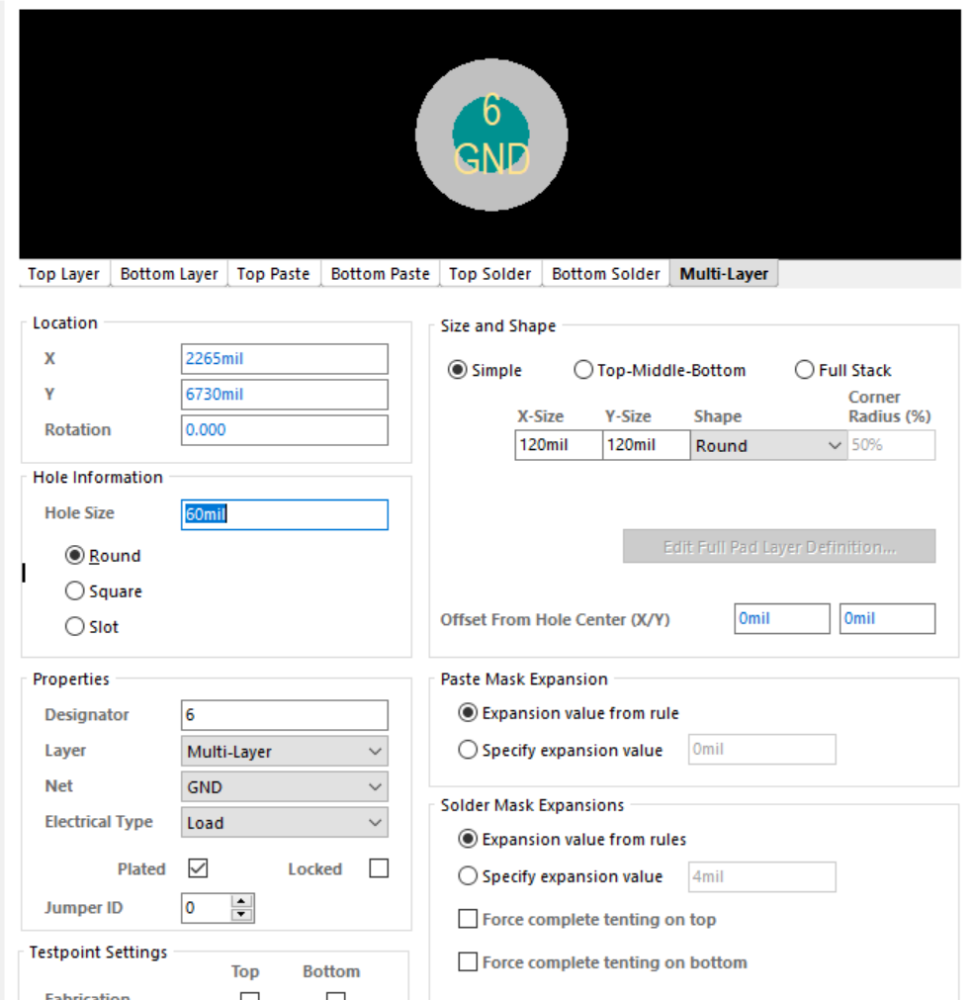 6
GND
Top Layer Bottom Layer Top Paste Bottom Paste Top Solder Bottom Solder Multi-Layer
Location
X 2265mil
Y 6730mil
Rotation 0.000
Hole Information
Hole Size 60mil
Round
Square
Slot
Size and Shape
Simple Top-Middle-Bottom Full Stack
X-Size Y-Size Shape Corner Radius (%)
120mil 120mil Round 50%
Edit Full Pad Layer Definition...
Offset From Hole Center (X/Y) 0mil 0mil
Properties
Designator 6
Layer Multi-Layer
Net GND
Electrical Type Load
Plated Locked
Jumper ID 0
Paste Mask Expansion
Expansion value from rule
Specify expansion value 0mil
Solder Mask Expansions
Expansion value from rules
Specify expansion value 4mil
Force complete tenting on top
Force complete tenting on bottom
Testpoint Settings
Top Bottom
Fabrication